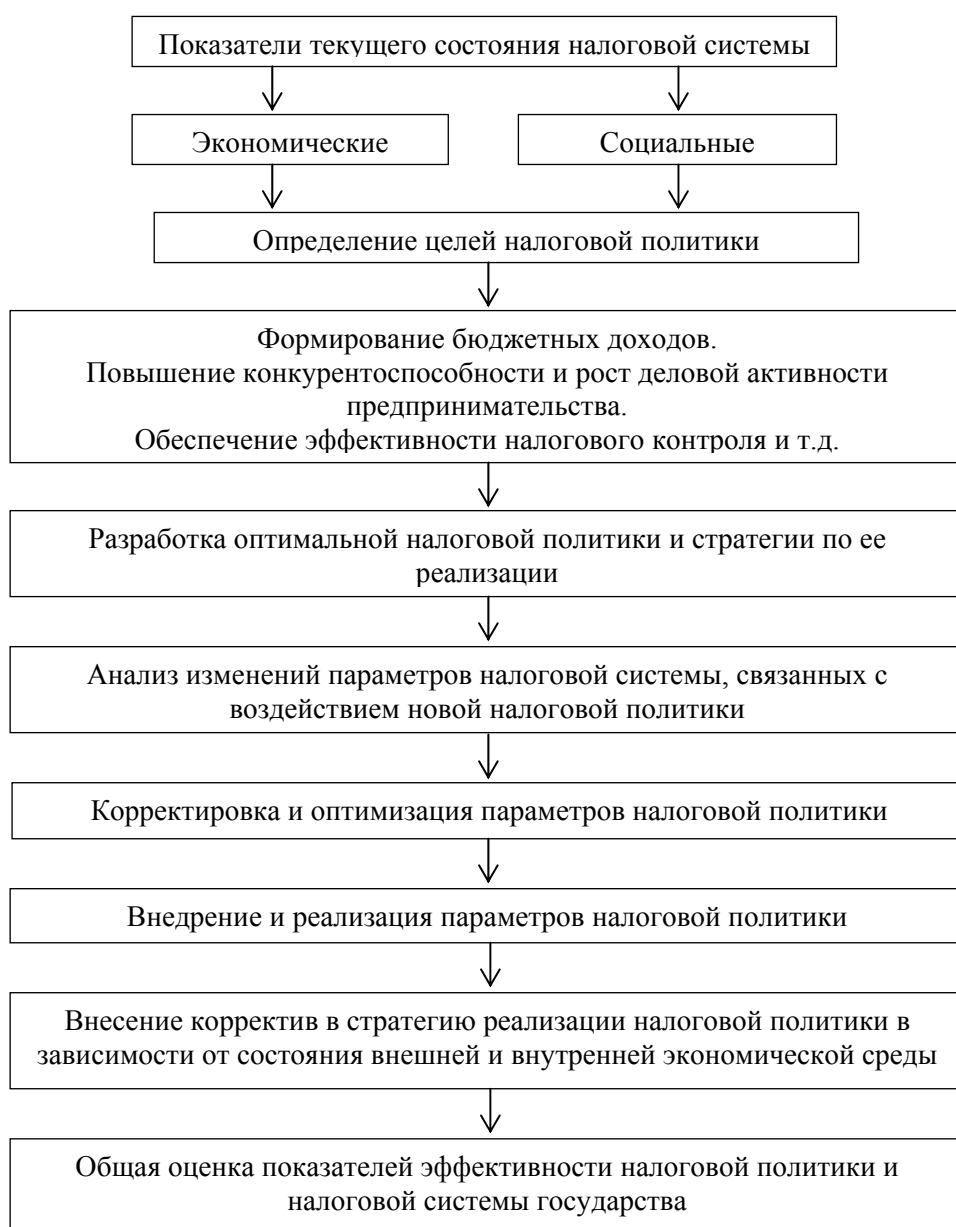 Показатели текущего состояния налоговой системы
Экономические
Социальные
Определение целей налоговой политики
Формирование бюджетных доходов.
Повышение конкурентоспособности и рост деловой активности
предпринимательства.
Обеспечение эффективности налогового контроля и т.д.
Разработка оптимальной налоговой политики и стратегии по ее
реализации
Анализ изменений параметров налоговой системы, связанных с
воздействием новой налоговой политики
Корректировка и оптимизация параметров налоговой политики
Внедрение и реализация параметров налоговой политики
Внесение корректив в стратегию реализации налоговой политики в
зависимости от состояния внешней и внутренней экономической среды
Общая оценка показателей эффективности налоговой политики и
налоговой системы государства